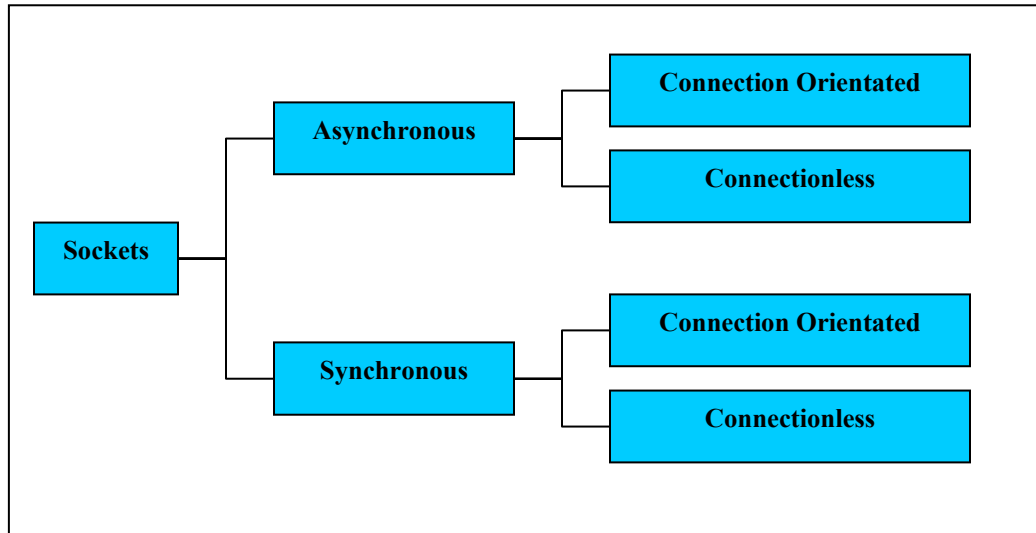 Connection Orientated
Asynchronous
Connectionless
Sockets
Connection Orientated
Synchronous
Connectionless